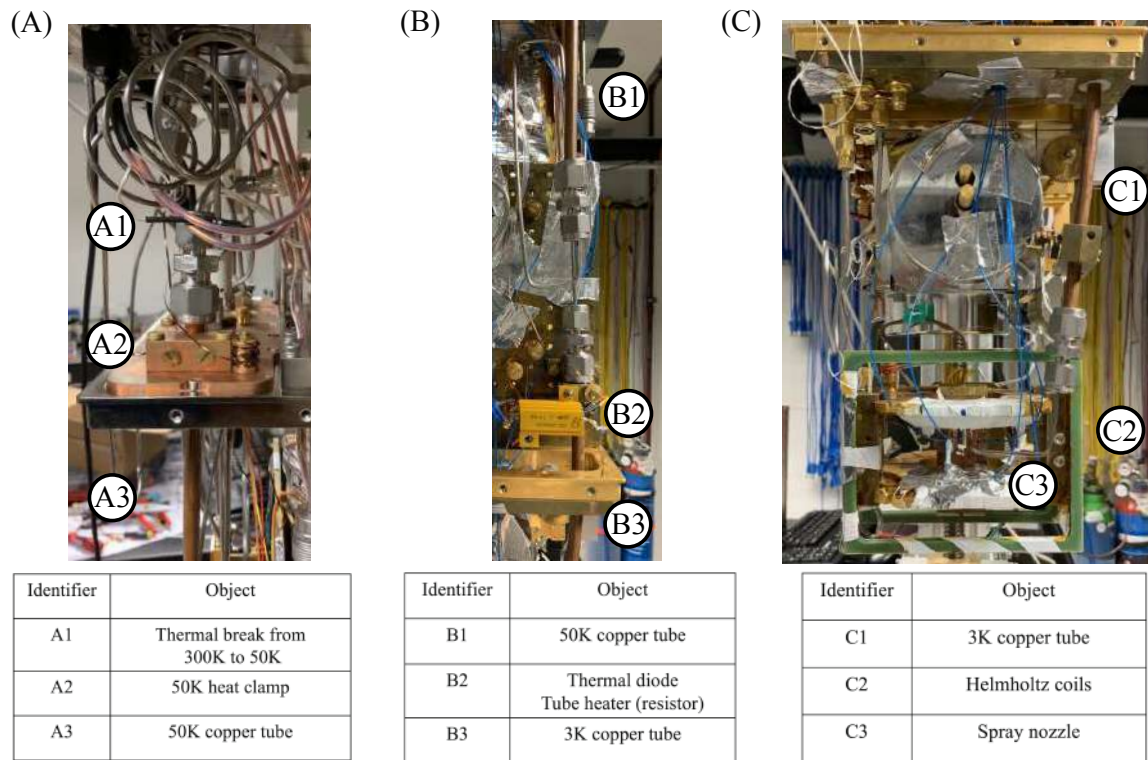 (A)
(B)
(C)
A1
A2
A3
B1
B2
B3
C1
C2
C3
Identifier Object
A1 Thermal break from
300K to 50K
A2 50K heat clamp
A3 50K copper tube
Identifier Object
B1 50K copper tube
B2 Thermal diode
Tube heater (resistor)
B3 3K copper tube
Identifier Object
C1 3K copper tube
C2 Helmholtz coils
C3 Spray nozzle